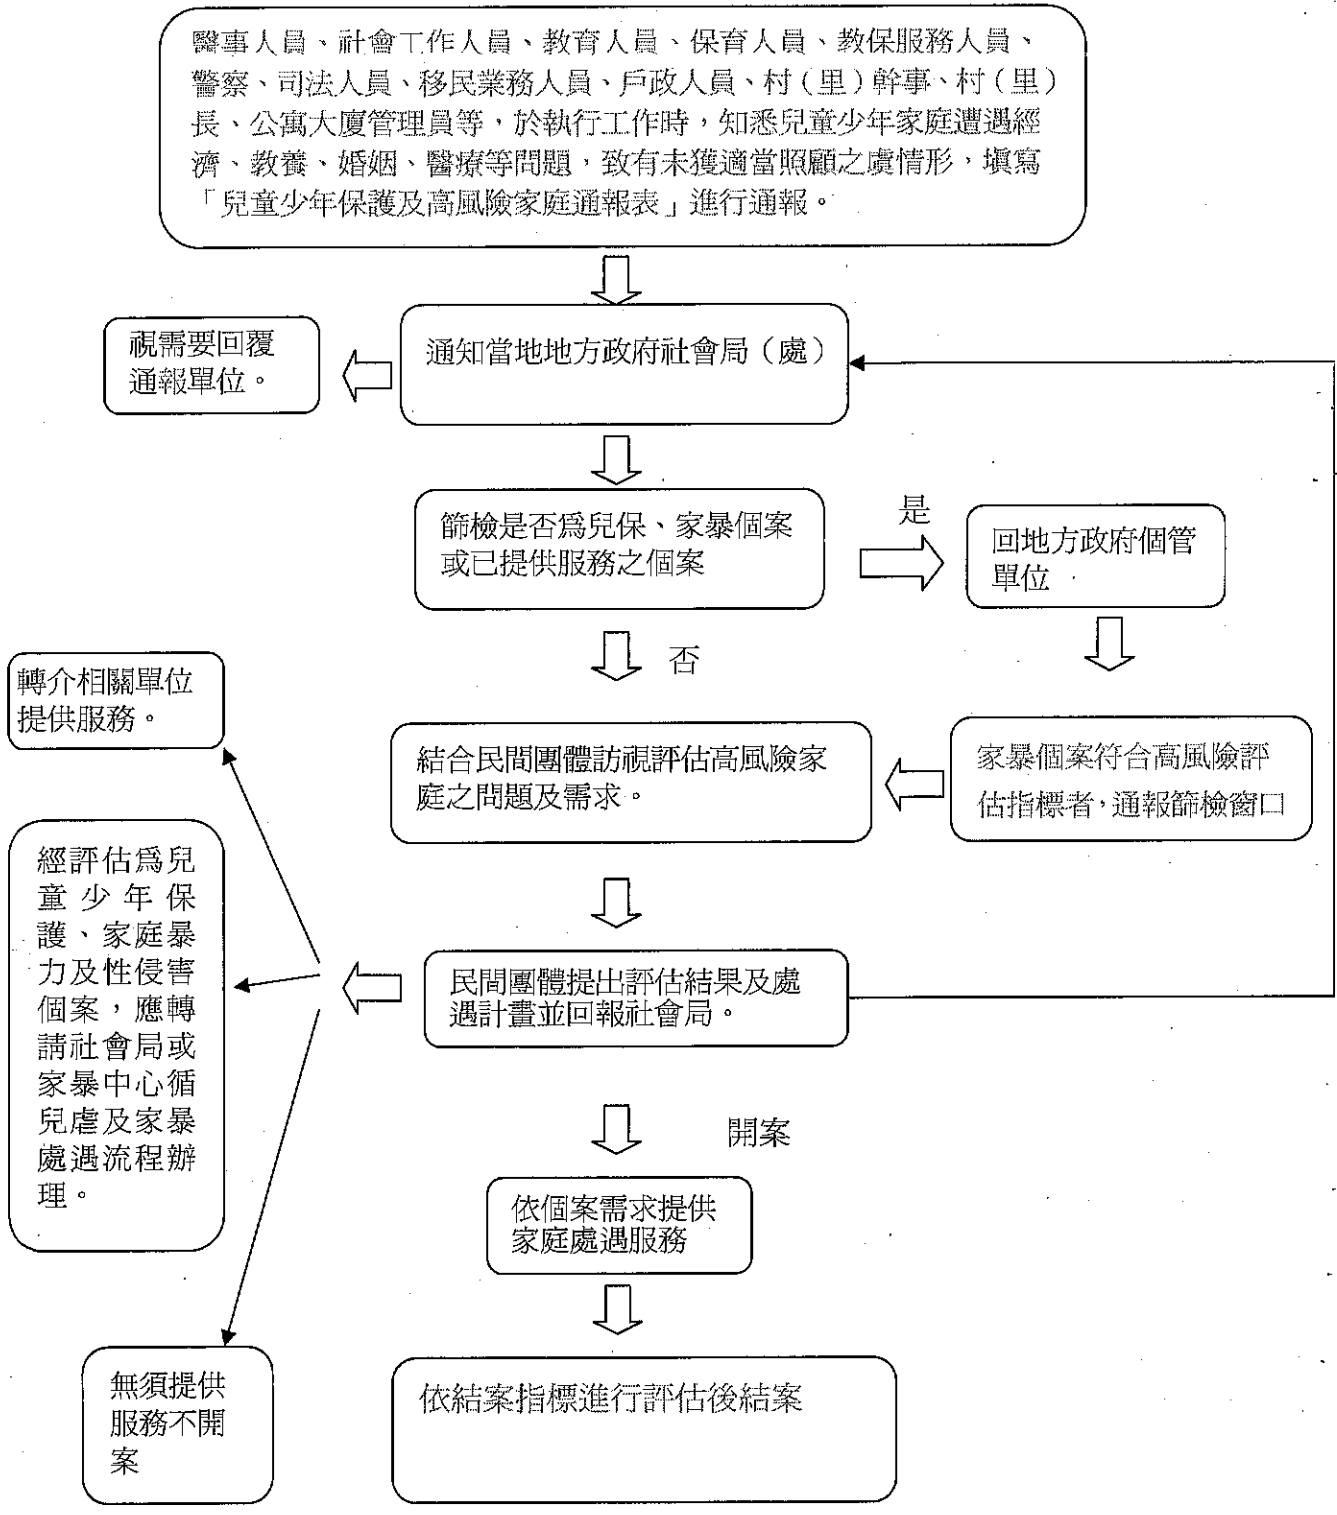 醫事人員、社會工作人員、教育人員、保育人員、教保服務人員、
警察、司法人員、移民業務人員、戶政人員、村（里）幹事、村（里）
長、公寓大廈管理員等，於執行工作時，知悉兒童少年家庭遭遇經
濟、教養、婚姻、醫療等問題，致有未獲適當照顧之虞情形，填寫
「兒童少年保護及高風險家庭通報表」進行通報。
視需要回覆
通報單位。
通知當地地方政府社會局（處）
篩檢是否爲兒保、家暴個案
或已提供服務之個案
是
回地方政府個管
單位
否
轉介相關單位
提供服務。
結合民間團體訪視評估高風險家
庭之問題及需求。
家暴個案符合高風險評
估指標者，通報篩檢窗口
經評估爲兒
童少年保
護、家庭暴
力及性侵害
個案，應轉
請社會局或
家暴中心循
兒虐及家暴
處遇流程辦
理。
民間團體提出評估結果及處
遇計畫並回報社會局。
開案
依個案需求提供
家庭處遇服務
無須提供
服務不開
案
依結案指標進行評估後結案